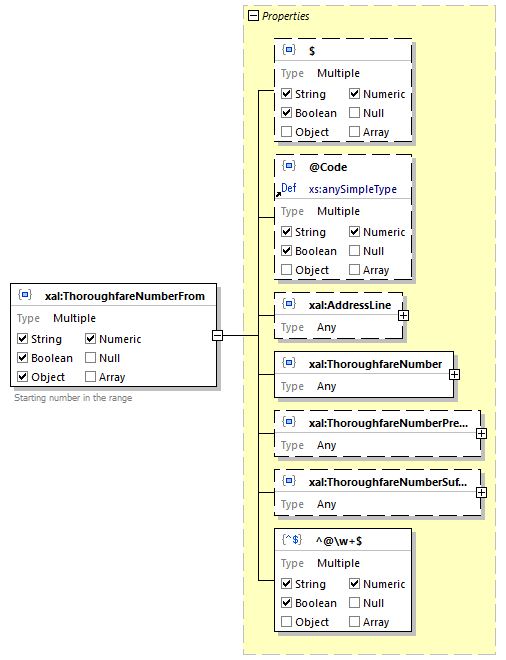 Properties
$
Type Multiple
String Numeric
Boolean Null
Object Array
@Code
Def xs:anySimpleType
Type Multiple
String Numeric
Boolean Null
Object Array
xal:ThoroughfareNumberFrom
Type Multiple
String Numeric
Boolean Null
Object Array
Starting number in the range
xal:AddressLine
Type Any
xal:ThoroughfareNumber
Type Any
xal:ThoroughfareNumberPre...
Type Any
xal:ThoroughfareNumberSuf...
Type Any
{^$} ^@\w+$
Type Multiple
String Numeric
Boolean Null
Object Array